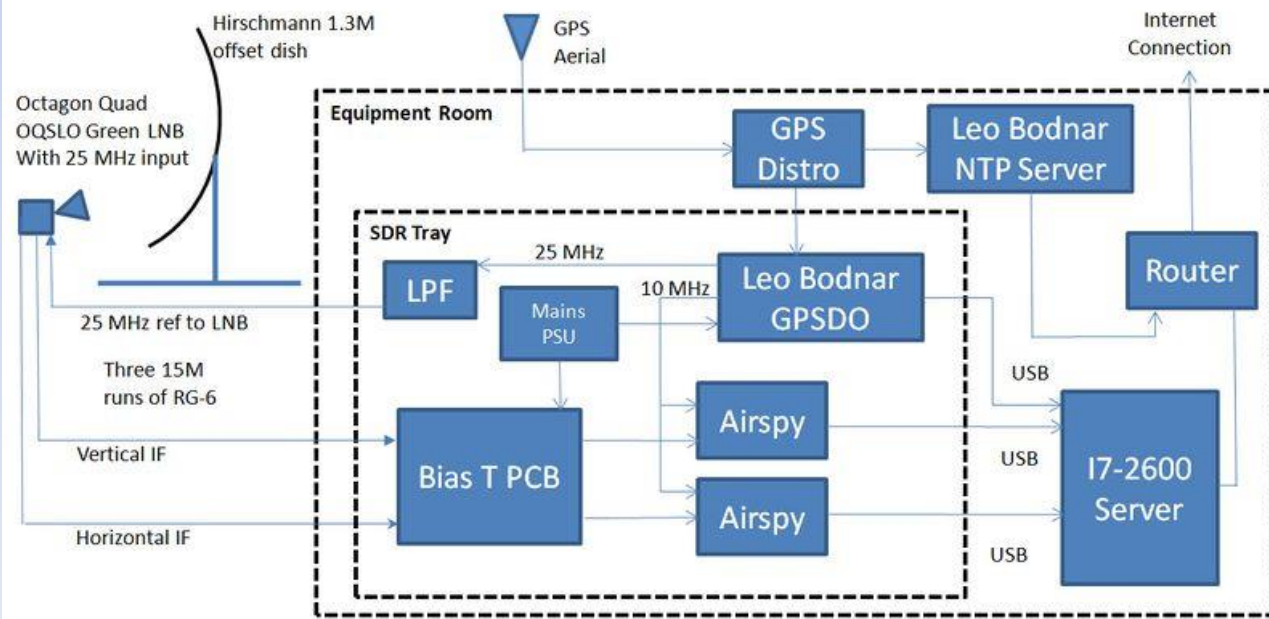 Hirschmann 1.3M
offset dish
GPS
Aerial
Internet
Connection
Octagon Quad
OQSLO Green LNB
With 25 MHz input
Equipment Room
GPS
Distro
Leo Bodnar
NTP Server
SDR Tray
25 MHz
LPF
10 MHz
Leo Bodnar
GPSDO
Router
Mains
PSU
25 MHz ref to LNB
Three 15M
runs of RG-6
USB
Airspy
Vertical IF
Bias T PCB
USB
I7-2600
Server
Airspy
Horizontal IF
USB